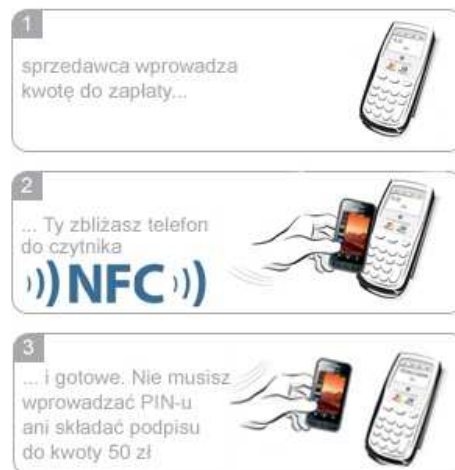 1
sprzedawca wprowadza
kwotę do zapłaty...
2
... Ty zbliżasz telefon
do czytnika
NFC
3
... i gotowe. Nie musisz
wprowadzać PIN-u
ani składać podpisu
do kwoty 50 zł